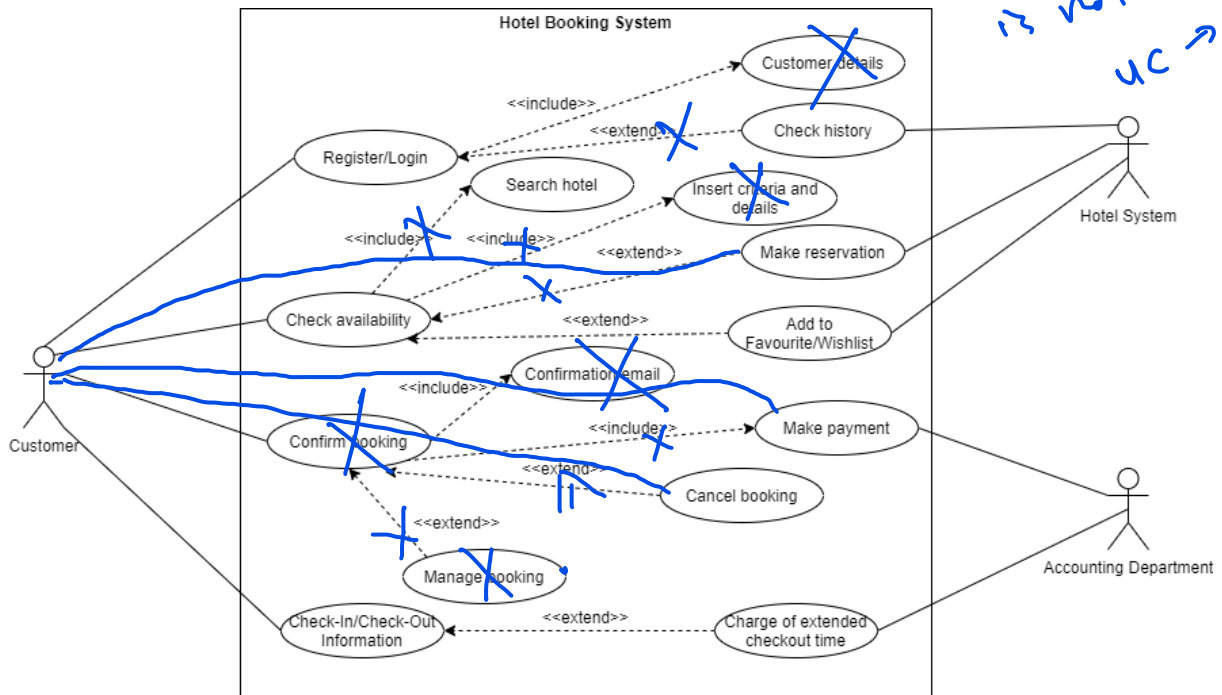 Hotel Booking System
is
UC →
Customer details
<<include>>
<<extend>>
Check history
Register/Login
Search hotel
Insert criteria and
details
Hotel System
<<include>>
<<include>>
<<extend>>
Make reservation
Check availability
<<extend>>
Add to
Favourite/Wishlist
Confirmation email
<<include>>
Customer
Confirm booking
<<include>>
Make payment
<<extend>>
Cancel booking
<<extend>>
Manage booking
Accounting Department
Check-In/Check-Out
Information
<<extend>>
Charge of extended
checkout time